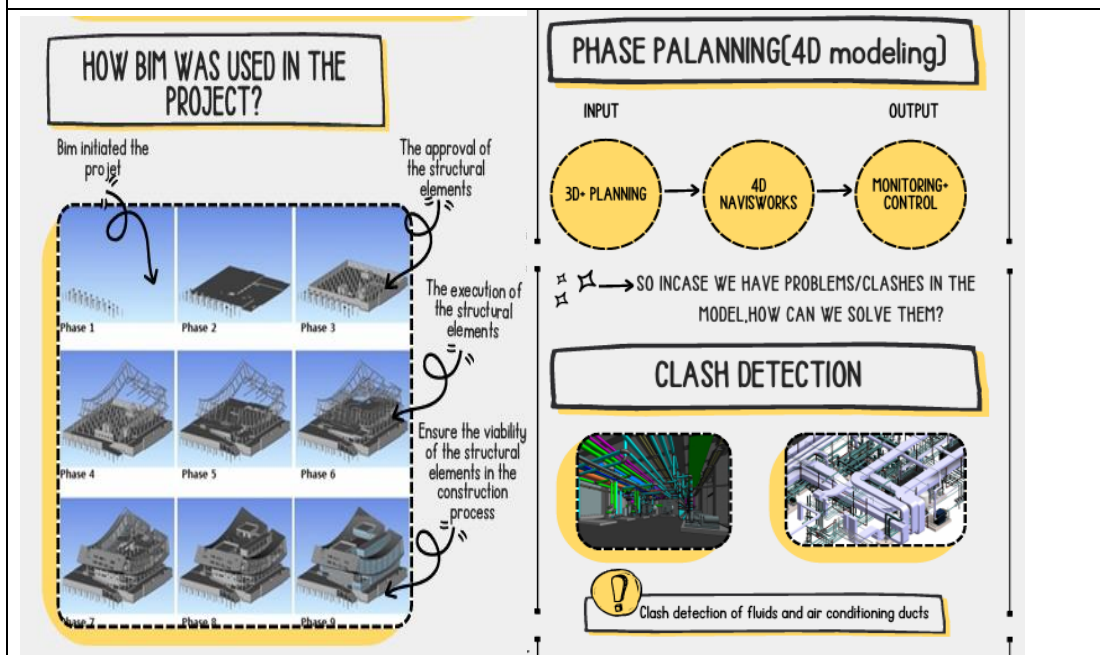 HOW BIM WAS USED IN THE
PROJECT?
Bim initiated the
projet
The approval of
the structural
elements
The execution of
the structural
elements
Ensure the viability
of the structural
elements in the
construction
process
Phase 1
Phase 2
Phase 3
Phase 4
Phase 5
Phase 6
Phase 7
Phase 8
Phase 9
PHASE PALANNING(4D modeling)
INPUT
OUTPUT
3D+ PLANNING
4D
NAVISWORKS
MONITORING+
CONTROL
SO INCASE WE HAVE PROBLEMS/CLASHES IN THE
MODEL,HOW CAN WE SOLVE THEM?
CLASH DETECTION
Clash detection of fluids and air conditioning ducts